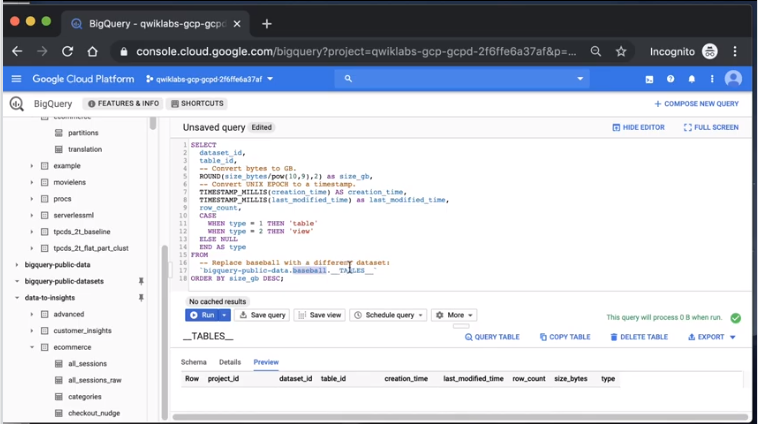 BigQuery - qwiklabs-gcp-gcpd
console.cloud.google.com/bigquery?project=qwiklabs-gcp-gcpd-2f6ffe6a37af&p=...
Incognito
Google Cloud Platform
qwiklabs-gcp-gcpd-2f6ffe6a37af
BigQuery
FEATURES & INFO
SHORTCUTS
+ COMPOSE NEW QUERY
ecommerce
partitions
translation
example
movielens
procs
serverlessml
tpcds_2t_baseline
tpcds_2t_flat_part_clust
bigquery-public-data
bigquery-public-datasets
data-to-insights
advanced
customer_insights
ecommerce
all_sessions
all_sessions_raw
categories
checkout_nudge
Unsaved query Edited
HIDE EDITOR
FULL SCREEN
1 SELECT
2 dataset_id,
3 table_id,
4 -- Convert bytes to GB.
5 ROUND(size_bytes/pow(10,9),2) as size_gb,
6 -- Convert UNIX EPOCH to a timestamp.
7 TIMESTAMP_MILLIS(creation_time) AS creation_time,
8 TIMESTAMP_MILLIS(last_modified_time) as last_modified_time,
9 row_count,
10 CASE
11 WHEN type = 1 THEN 'table'
12 WHEN type = 2 THEN 'view'
13 ELSE NULL
14 END AS type
15 FROM
16 -- Replace baseball with a different dataset:
17 `bigquery-public-data.baseball.__TABLES__`
18 ORDER BY size_gb DESC;
No cached results
Run
Save query
Save view
Schedule query
More
This query will process 0 B when run.
__TABLES__
QUERY TABLE
COPY TABLE
DELETE TABLE
EXPORT
Schema Details Preview
Row project_id dataset_id table_id creation_time last_modified_time row_count size_bytes type